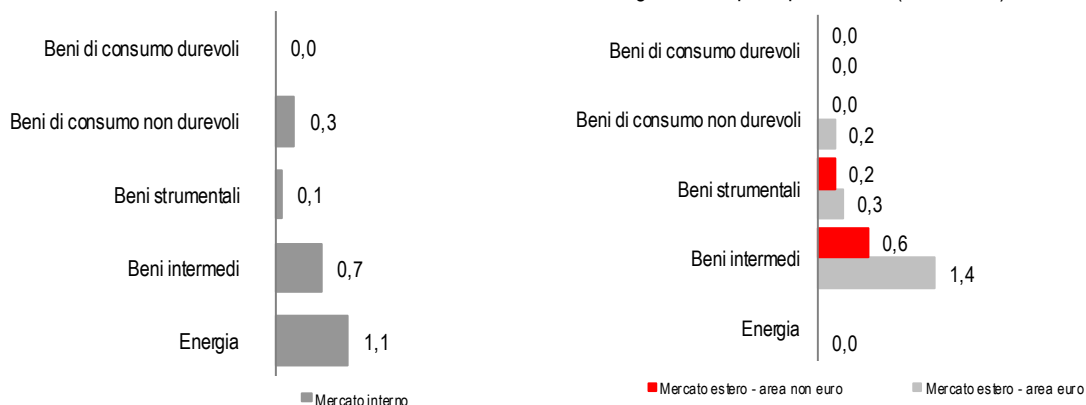 Beni di consumo durevoli 0,0
Beni di consumo non durevoli 0,3
Beni strumentali 0,1
Beni intermedi 0,7
Energia 1,1
Mercato interno
Beni di consumo durevoli 0,0
0,0
Beni di consumo non durevoli 0,0
0,2
Beni strumentali 0,2
0,3
Beni intermedi 0,6
1,4
Energia 0,0
Mercato estero - area non euro Mercato estero - area euro